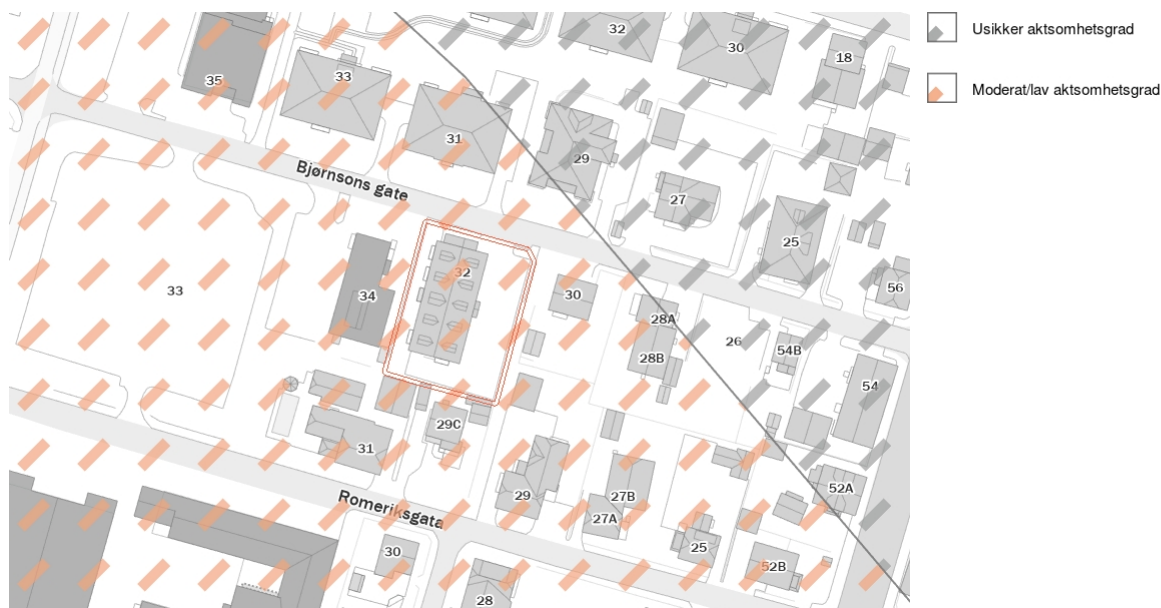 Usikker aktsomhetsgrad
Moderat/lav aktsomhetsgrad
32
30
18
35
33
31
29
Bjørnsons gate
27
25
32
56
33
34
30
28A
26
28B
54B
54
29C
31
52A
29
27B
27A
Romeriksgata
25
30
52B
28